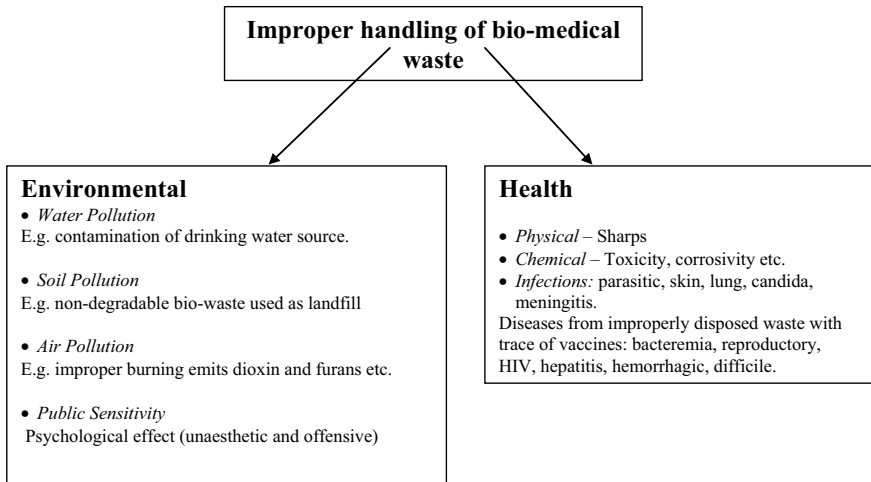 Improper handling of bio-medical
waste
Environmental
• Water Pollution
E.g. contamination of drinking water source.
• Soil Pollution
E.g. non-degradable bio-waste used as landfill
• Air Pollution
E.g. improper burning emits dioxin and furans etc.
• Public Sensitivity
Psychological effect (unaesthetic and offensive)
Health
• Physical – Sharps
• Chemical – Toxicity, corrosivity etc.
• Infections: parasitic, skin, lung, candida,
meningitis.
Diseases from improperly disposed waste with
trace of vaccines: bacteremia, reproductory,
HIV, hepatitis, hemorrhagic, difficile.